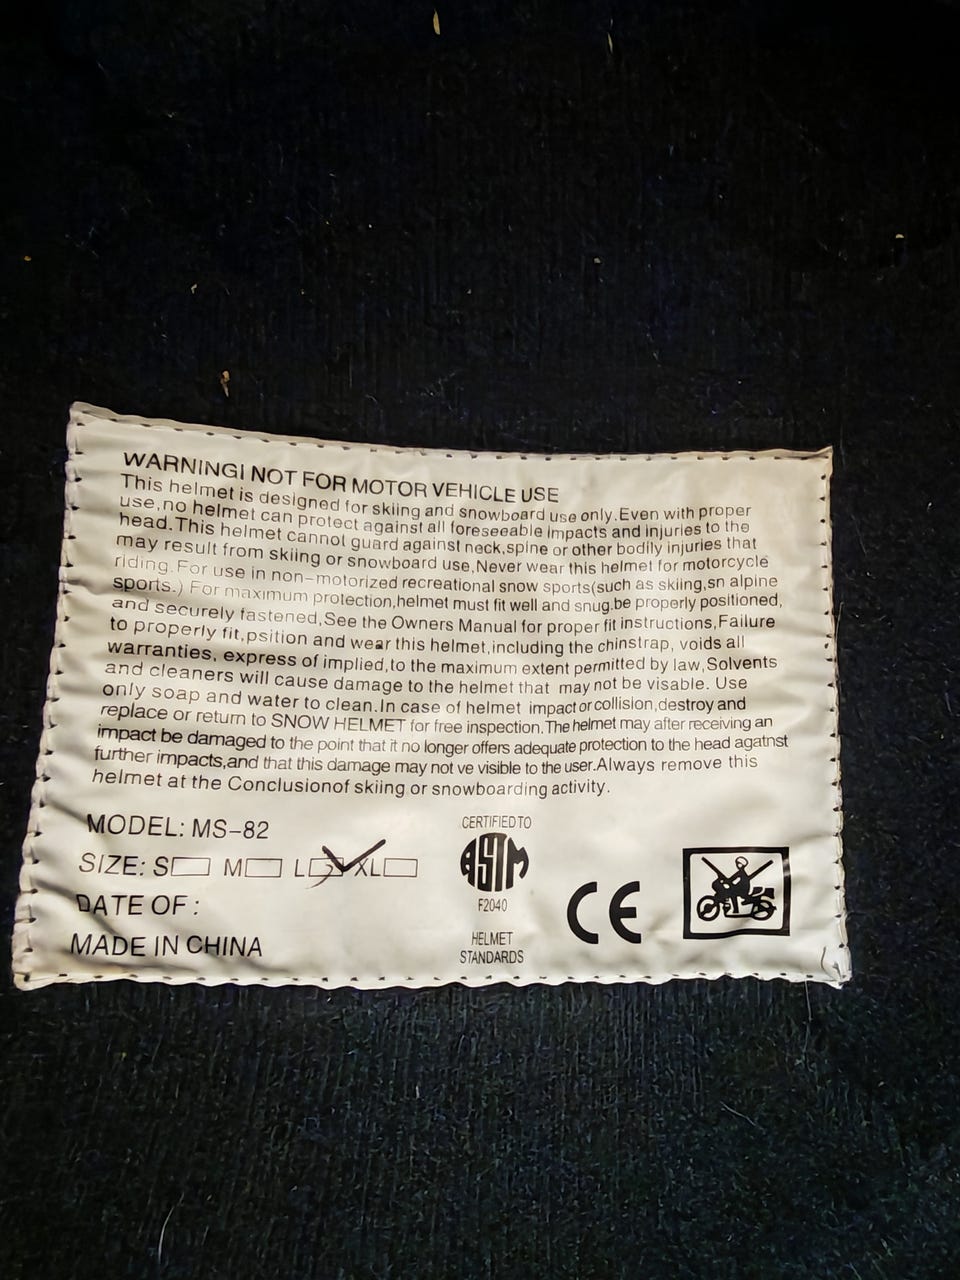 WARNING! NOT FOR MOTOR VEHICLE USE
This helmet is designed for skiing and snowboard use only.Even with proper
use,no helmet can protect against all foreseeable impacts and injuries to the
head.This helmet cannot guard against neck,spine or other bodily injuries that
may result from skiing or snowboard use,Never wear this helmet for motorcycle
riding.For use in non-motorized recreational snow sports(such as skiing,sn alpine
sports.) For maximum protection,helmet must fit well and snug.be properly positioned,
and securely fastened,See the Owners Manual for proper fit instructions,Failure
to properly fit,psition and wear this helmet,including the chinstrap, voids all
warranties, express of implied,to the maximum extent permitted by law,Solvents
and cleaners will cause damage to the helmet that may not be visable. Use
only soap and water to clean.In case of helmet impact or collision,destroy and
replace or return to SNOW HELMET for free inspection.The helmet may after receiving an
impact be damaged to the point that it no longer offers adequate protection to the head agatnst
further impacts,and that this damage may not ve visible to the user.Always remove this
helmet at the Conclusionof skiing or snowboarding activity.
MODEL: MS-82
SIZE: S M L XL
DATE OF :
MADE IN CHINA
CERTIFIED TO
ASTM
F2040
HELMET
STANDARDS
CE